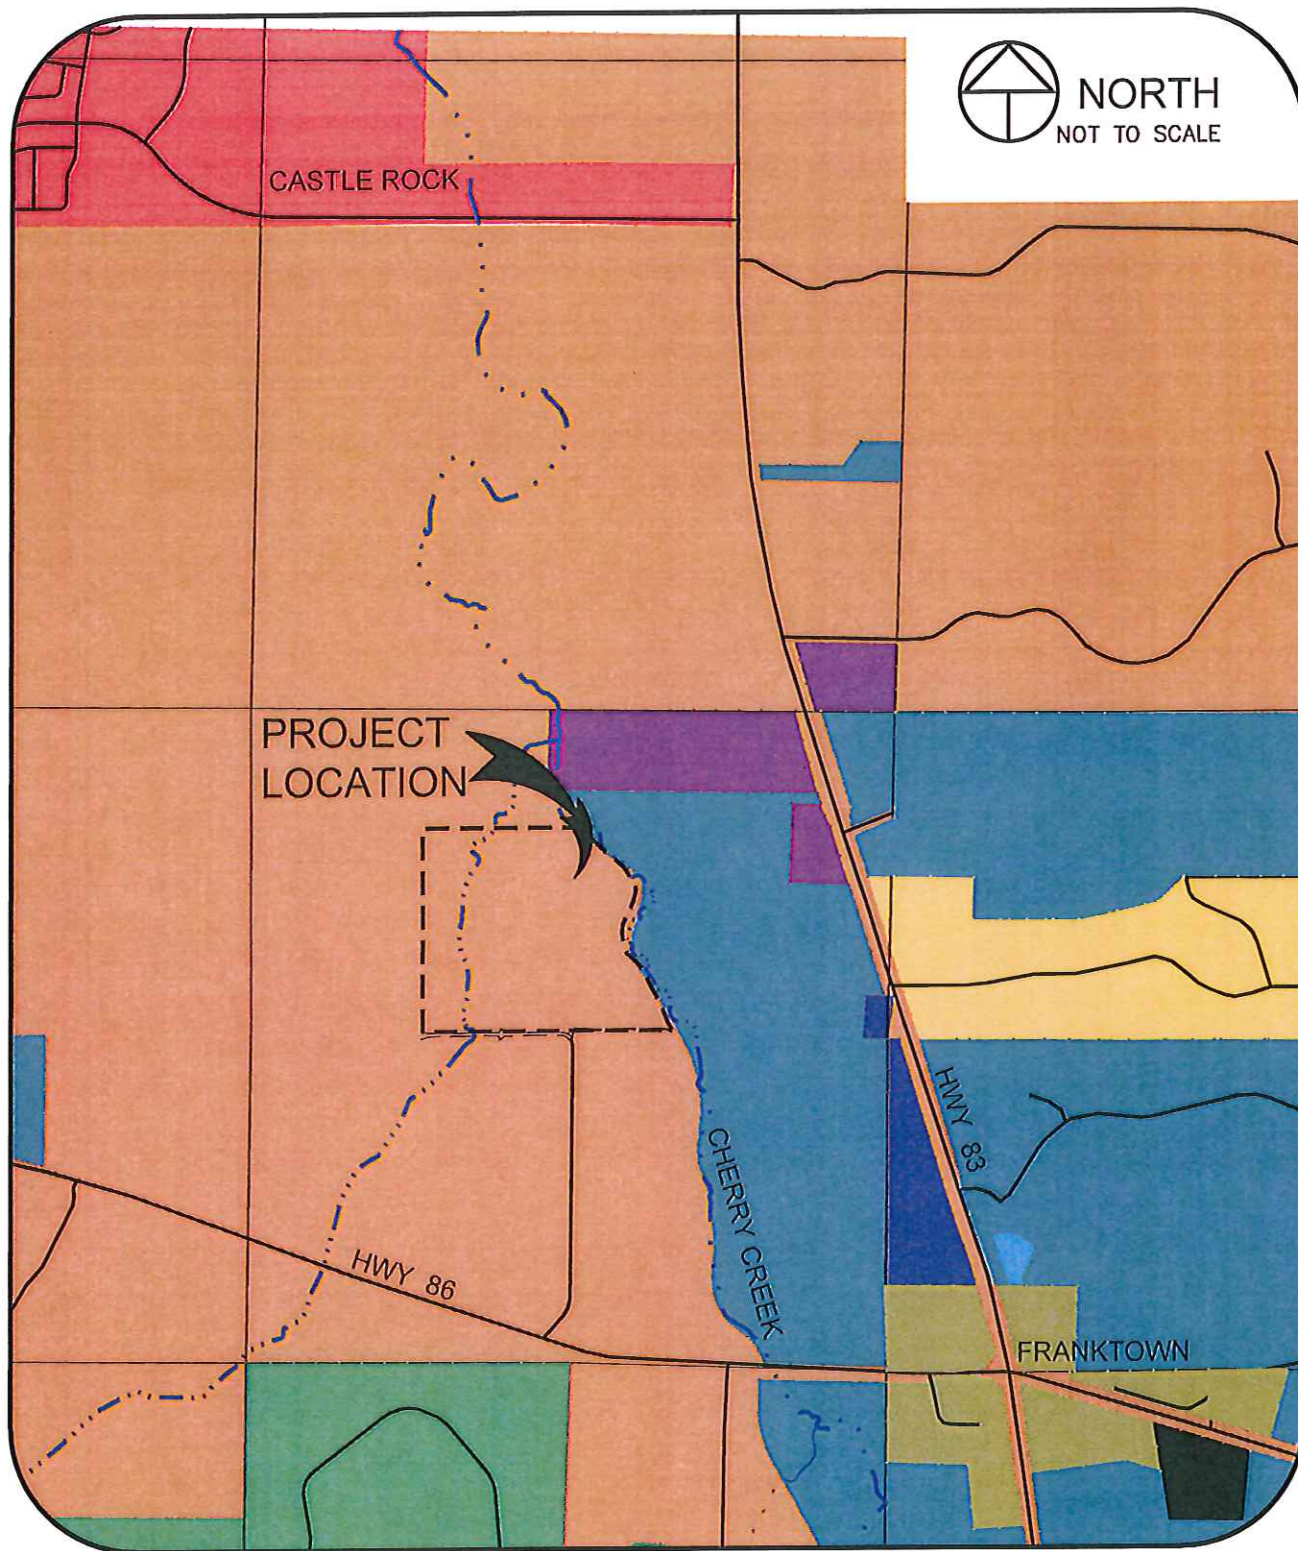 NORTH
NOT TO SCALE
CASTLE ROCK
PROJECT
LOCATION
HWY 83
CHERRY CREEK
HWY 86
FRANKTOWN